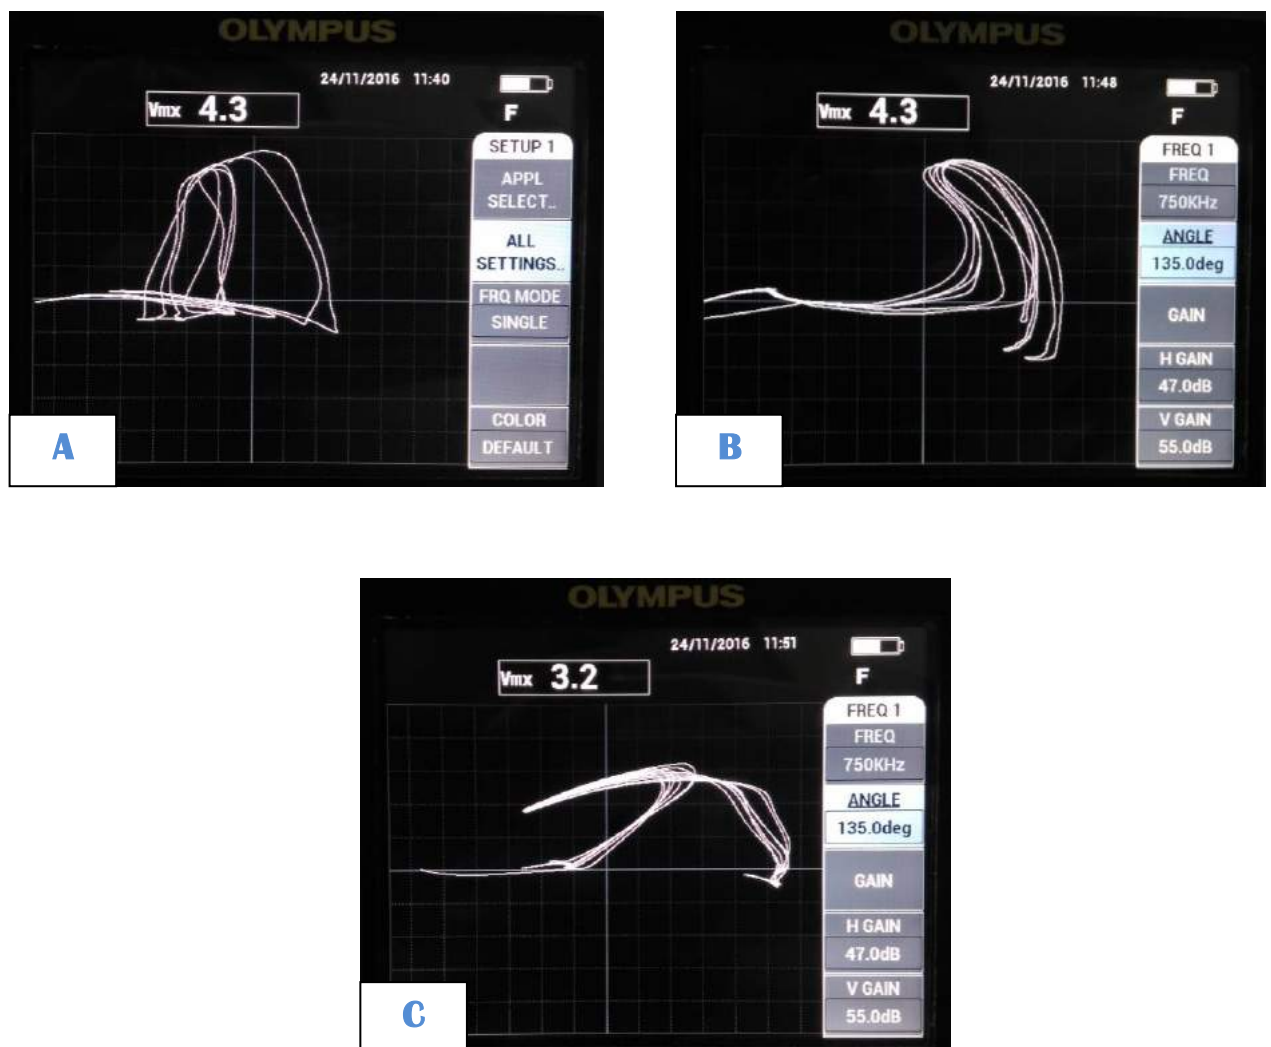 OLYMPUS
24/11/2016 11:40
Vmx 4.3
F
SETUP 1
APPL
SELECT..
ALL
SETTINGS..
FRQ MODE
SINGLE
COLOR
DEFAULT
A
OLYMPUS
24/11/2016 11:48
Vmx 4.3
F
FREQ 1
FREQ
750KHz
ANGLE
135.0deg
GAIN
H GAIN
47.0dB
V GAIN
55.0dB
B
OLYMPUS
24/11/2016 11:51
Vmx 3.2
F
FREQ 1
FREQ
750KHz
ANGLE
135.0deg
GAIN
H GAIN
47.0dB
V GAIN
55.0dB
C